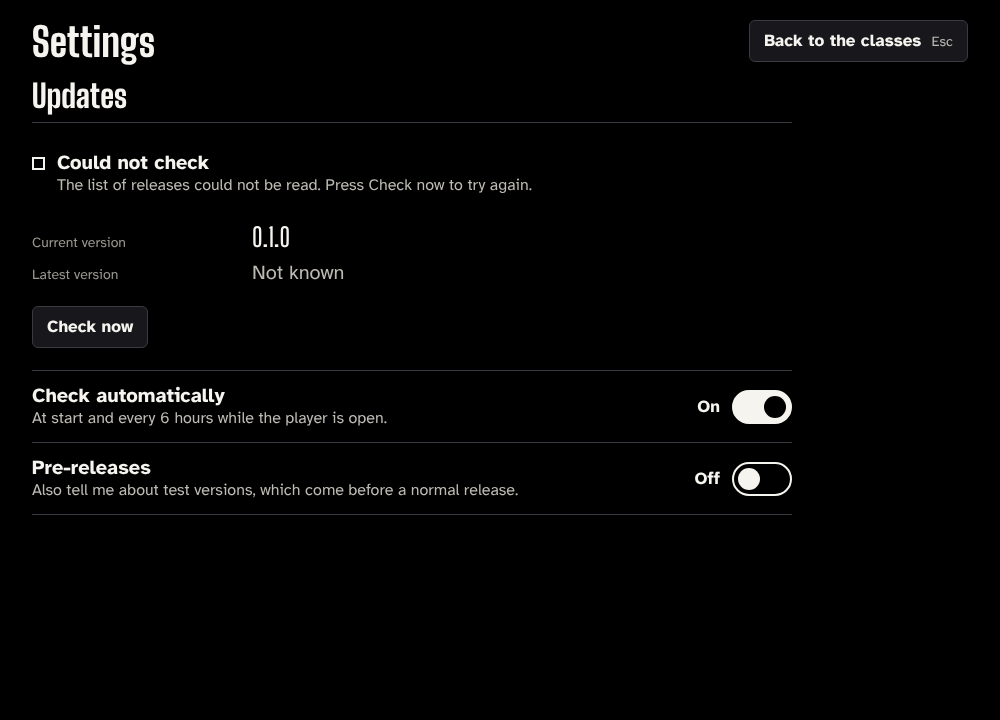 Settings
Back to the classes Esc
Updates
Could not check
The list of releases could not be read. Press Check now to try again.
Current version 0.1.0
Latest version Not known
Check now
Check automatically
At start and every 6 hours while the player is open.
On
Pre-releases
Also tell me about test versions, which come before a normal release.
Off